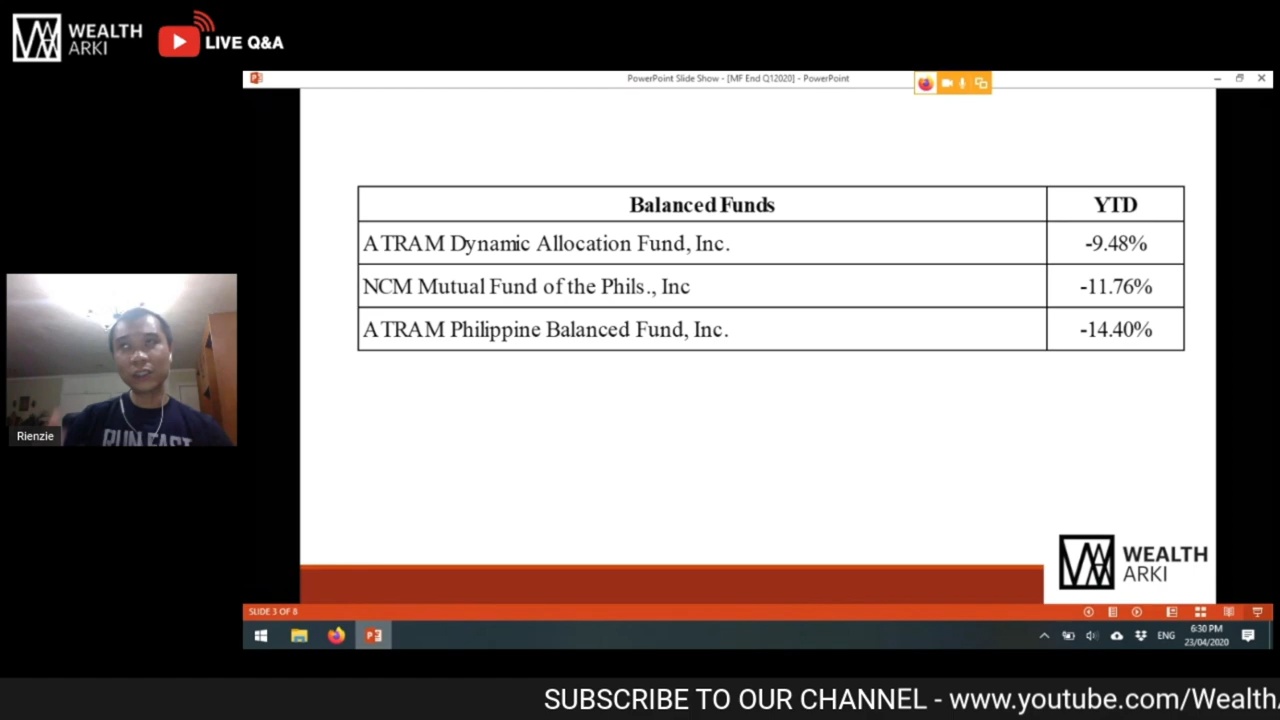 WEALTH
ARKI
LIVE Q&A
PowerPoint Slide Show - [MF End Q12020] - PowerPoint
Balanced Funds YTD
ATRAM Dynamic Allocation Fund, Inc. -9.48%
NCM Mutual Fund of the Phils., Inc -11.76%
ATRAM Philippine Balanced Fund, Inc. -14.40%
RUN FAST
Rienzie
WEALTH
ARKI
SLIDE 3 OF 8
ENG
6:30 PM
23/04/2020
SUBSCRIBE TO OUR CHANNEL - www.youtube.com/Wealth